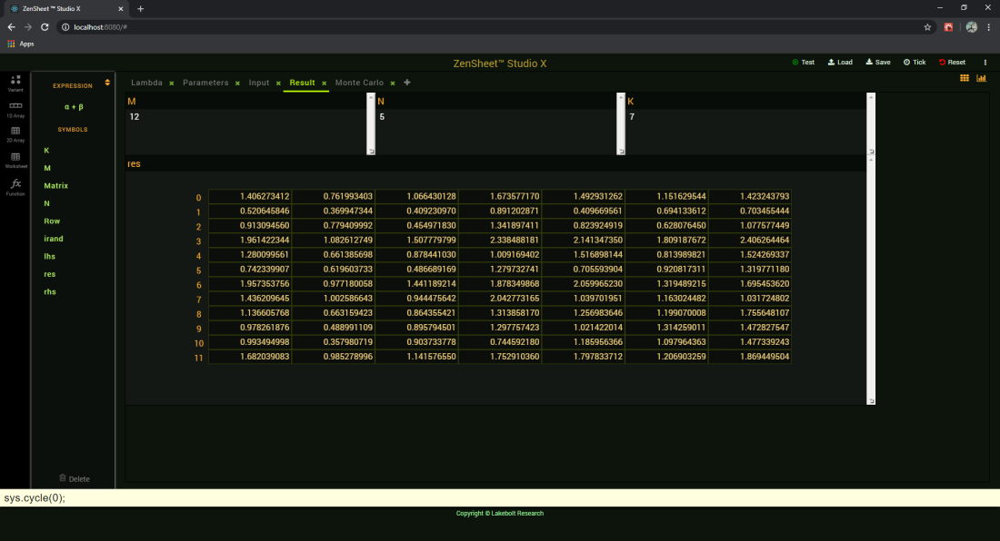 ZenSheet ™ Studio X
localhost:8080/#
Apps
ZenSheet™ Studio X
Test Load Save Tick Reset
Variant
1D Array
2D Array
Worksheet
fx
Function
EXPRESSION
α + β
SYMBOLS
K
M
Matrix
N
Row
irand
lhs
res
rhs
Delete
Lambda Parameters Input Result Monte Carlo
M N K
12 5 7
res
0 1.406273412 0.761993403 1.066430128 1.673577170 1.492931262 1.151629544 1.423243793
1 0.520645846 0.369947344 0.409230970 0.891202871 0.409669561 0.694133612 0.703455444
2 0.913094560 0.779409992 0.454971830 1.341897411 0.823924919 0.628076450 1.077577449
3 1.961422344 1.082612749 1.507779799 2.338488181 2.141347350 1.809187672 2.406264464
4 1.280099561 0.661385698 0.878441030 1.009169402 1.516898144 0.813989821 1.524269337
5 0.742339907 0.619603733 0.486689169 1.279732741 0.705593904 0.920817311 1.319771180
6 1.957353756 0.977180058 1.441189214 1.878349868 2.059965230 1.319489215 1.695453620
7 1.436209645 1.002586643 0.944475642 2.042773165 1.039701951 1.163024482 1.031724802
8 1.136605768 0.663159423 0.864355421 1.313858170 1.256983646 1.199070008 1.755648107
9 0.978261876 0.488991109 0.895794501 1.297757423 1.021422014 1.314259011 1.472827547
10 0.993494998 0.357980719 0.903733778 0.744592180 1.185956366 1.097964363 1.477339243
11 1.682039083 0.985278996 1.141576550 1.752910360 1.797833712 1.206903259 1.869449504
sys.cycle(0);
Copyright © Lakebolt Research